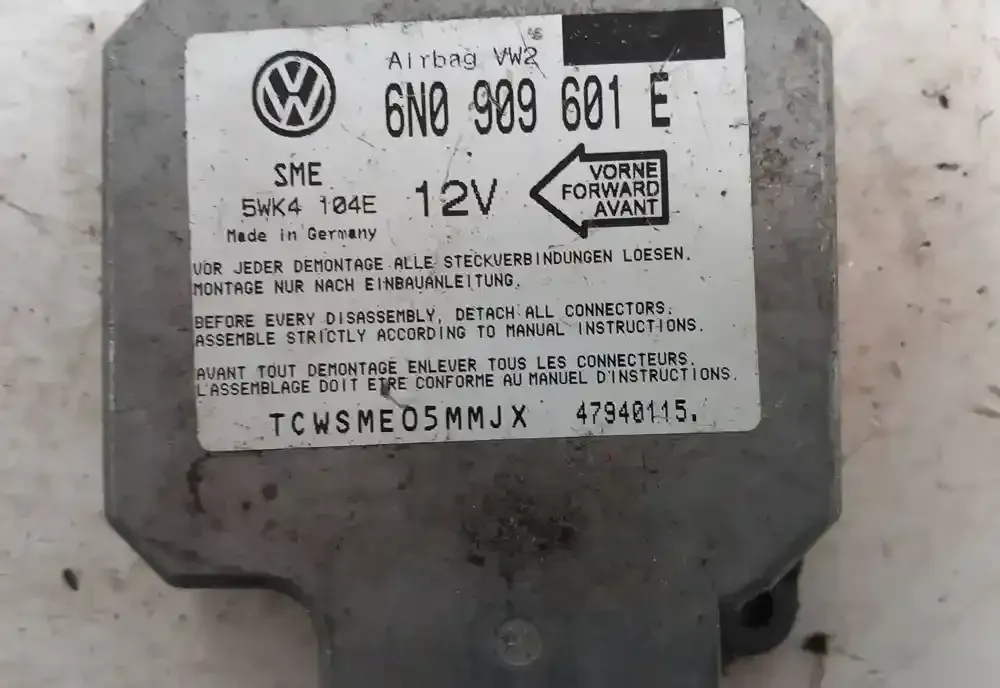 Airbag VW2
6N0 909 601 E
SME
5WK4 104E
12V
VORNE
FORWARD
AVANT
Made in Germany
VOR JEDER DEMONTAGE ALLE STECKVERBINDUNGEN LOESEN.
MONTAGE NUR NACH EINBAUANLEITUNG.
BEFORE EVERY DISASSEMBLY, DETACH ALL CONNECTORS.
ASSEMBLE STRICTLY ACCORDING TO MANUAL INSTRUCTIONS.
AVANT TOUT DEMONTAGE ENLEVER TOUS LES CONNECTEURS.
L'ASSEMBLAGE DOIT ETRE CONFORME AU MANUEL D'INSTRUCTIONS.
TCWSME05MMJX 47940115.